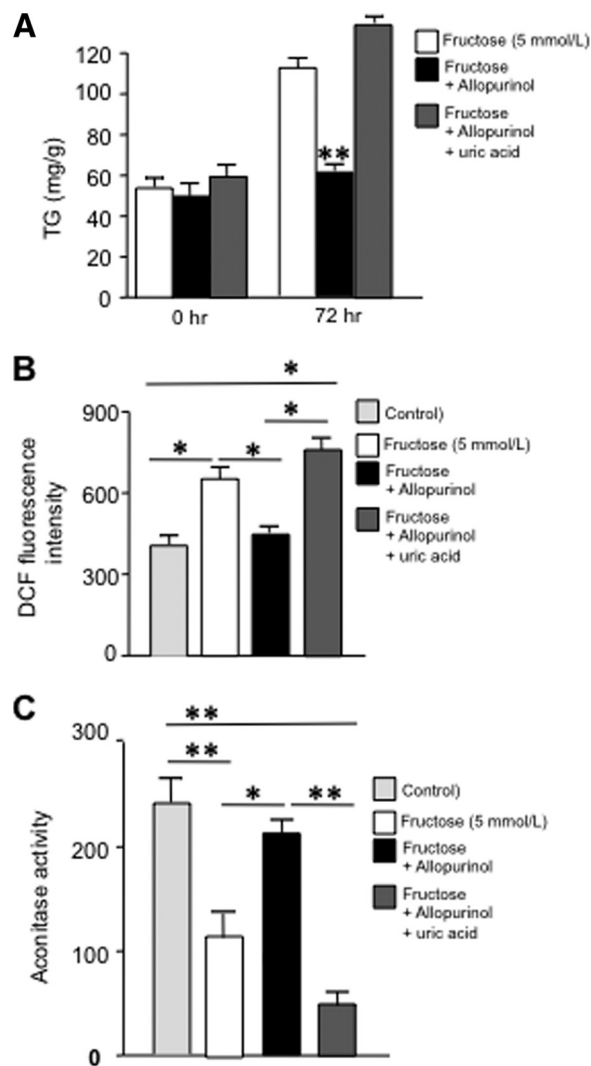 A
TG (mg/g)
120
100
80
60
40
20
0
**
0 hr
72 hr
Fructose (5 mmol/L)
Fructose
+ Allopurinol
Fructose
+ Allopurinol
+ uric acid
B
DCF fluorescence
intensity
900
600
300
0
*
*
*
*
Control)
Fructose (5 mmol/L)
Fructose
+ Allopurinol
Fructose
+ Allopurinol
+ uric acid
C
Aconitase activity
300
200
100
0
**
**
*
**
Control)
Fructose (5 mmol/L)
Fructose
+ Allopurinol
Fructose
+ Allopurinol
+ uric acid